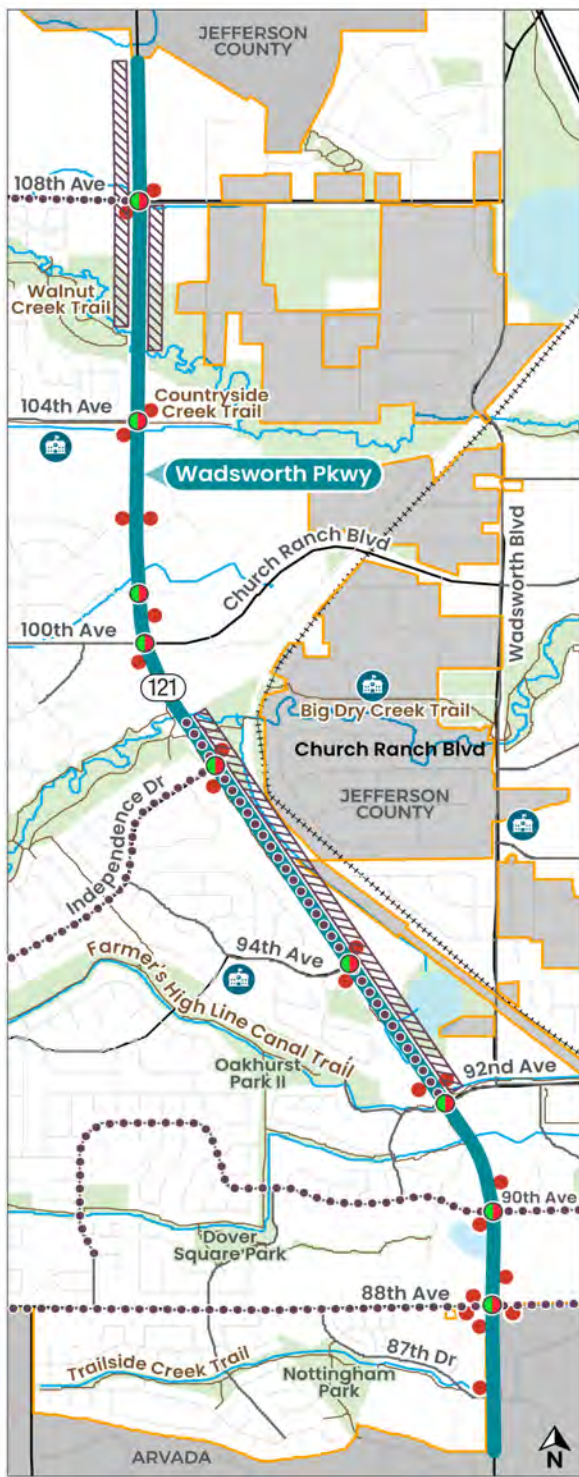 JEFFERSON
COUNTY
108th Ave
Walnut
Creek Trail
Countryside
Creek Trail
104th Ave
Wadsworth Pkwy
Church Ranch Blvd
Wadsworth Blvd
100th Ave
121
Big Dry Creek Trail
Church Ranch Blvd
JEFFERSON
COUNTY
Independence Dr
94th Ave
Farmer's High Line Canal Trail
Oakhurst
Park II
92nd Ave
90th Ave
Dover
Square Park
88th Ave
87th Dr
Trailside Creek Trail
Nottingham
Park
ARVADA
N